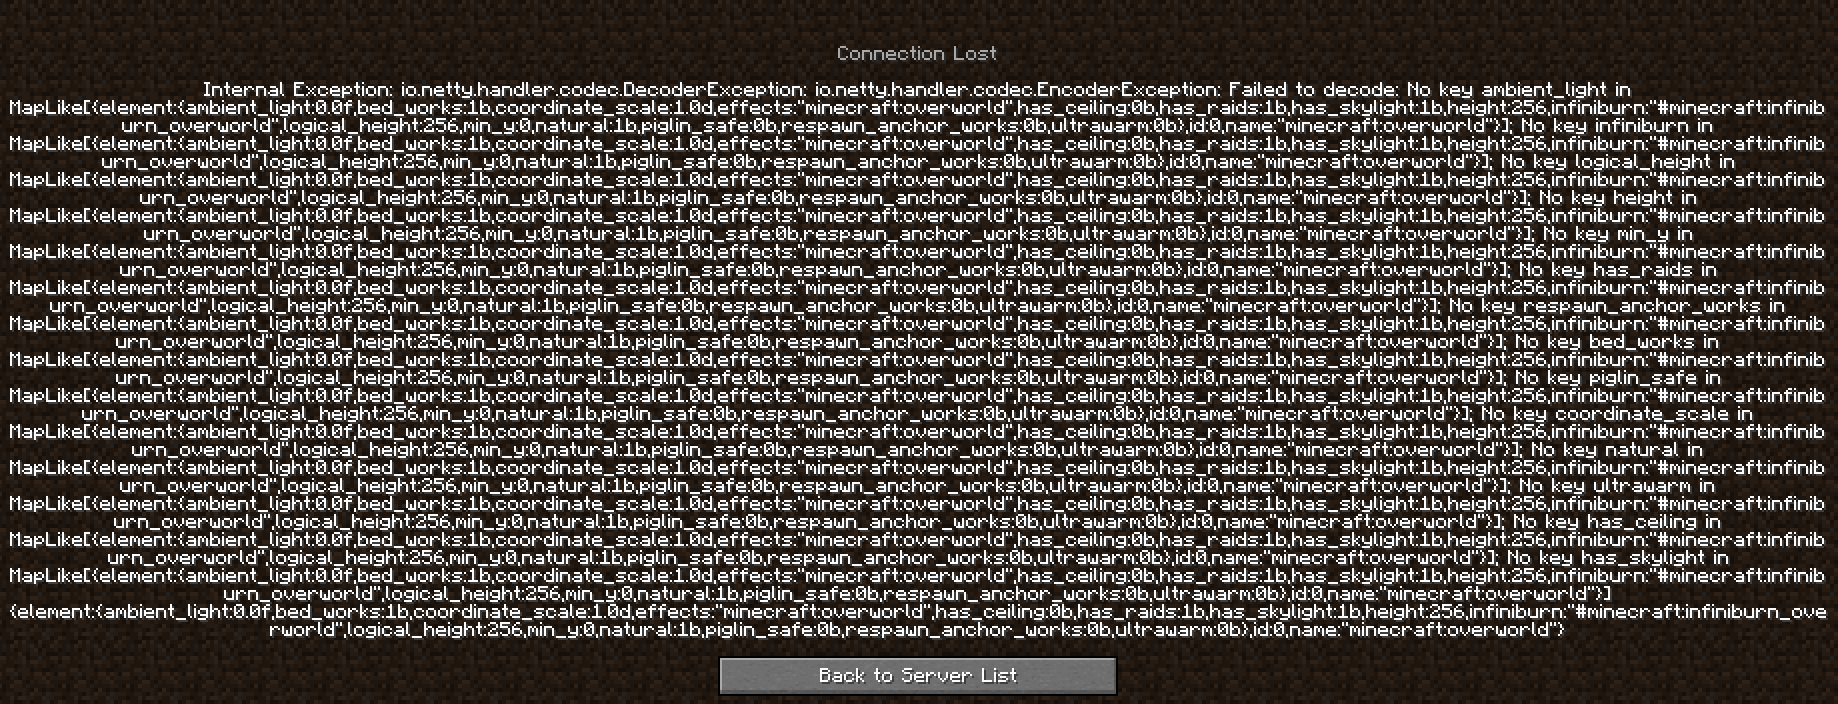 Connection Lost
Internal Exception: io.netty.handler.codec.DecoderException: io.netty.handler.codec.EncoderException: Failed to decode: No key ambient_light in
MapLike[{element:{ambient_light:0.0f,bed_works:1b,coordinate_scale:1.0d,effects:"minecraft:overworld",has_ceiling:0b,has_raids:1b,has_skylight:1b,height:256,infiniburn:"#minecraft:infinib
urn_overworld",logical_height:256,min_y:0,natural:1b,piglin_safe:0b,respawn_anchor_works:0b,ultrawarm:0b},id:0,name:"minecraft:overworld"}]; No key infiniburn in
MapLike[{element:{ambient_light:0.0f,bed_works:1b,coordinate_scale:1.0d,effects:"minecraft:overworld",has_ceiling:0b,has_raids:1b,has_skylight:1b,height:256,infiniburn:"#minecraft:infinib
urn_overworld",logical_height:256,min_y:0,natural:1b,piglin_safe:0b,respawn_anchor_works:0b,ultrawarm:0b},id:0,name:"minecraft:overworld"}]; No key logical_height in
MapLike[{element:{ambient_light:0.0f,bed_works:1b,coordinate_scale:1.0d,effects:"minecraft:overworld",has_ceiling:0b,has_raids:1b,has_skylight:1b,height:256,infiniburn:"#minecraft:infinib
urn_overworld",logical_height:256,min_y:0,natural:1b,piglin_safe:0b,respawn_anchor_works:0b,ultrawarm:0b},id:0,name:"minecraft:overworld"}]; No key height in
MapLike[{element:{ambient_light:0.0f,bed_works:1b,coordinate_scale:1.0d,effects:"minecraft:overworld",has_ceiling:0b,has_raids:1b,has_skylight:1b,height:256,infiniburn:"#minecraft:infinib
urn_overworld",logical_height:256,min_y:0,natural:1b,piglin_safe:0b,respawn_anchor_works:0b,ultrawarm:0b},id:0,name:"minecraft:overworld"}]; No key min_y in
MapLike[{element:{ambient_light:0.0f,bed_works:1b,coordinate_scale:1.0d,effects:"minecraft:overworld",has_ceiling:0b,has_raids:1b,has_skylight:1b,height:256,infiniburn:"#minecraft:infinib
urn_overworld",logical_height:256,min_y:0,natural:1b,piglin_safe:0b,respawn_anchor_works:0b,ultrawarm:0b},id:0,name:"minecraft:overworld"}]; No key has_raids in
MapLike[{element:{ambient_light:0.0f,bed_works:1b,coordinate_scale:1.0d,effects:"minecraft:overworld",has_ceiling:0b,has_raids:1b,has_skylight:1b,height:256,infiniburn:"#minecraft:infinib
urn_overworld",logical_height:256,min_y:0,natural:1b,piglin_safe:0b,respawn_anchor_works:0b,ultrawarm:0b},id:0,name:"minecraft:overworld"}]; No key respawn_anchor_works in
MapLike[{element:{ambient_light:0.0f,bed_works:1b,coordinate_scale:1.0d,effects:"minecraft:overworld",has_ceiling:0b,has_raids:1b,has_skylight:1b,height:256,infiniburn:"#minecraft:infinib
urn_overworld",logical_height:256,min_y:0,natural:1b,piglin_safe:0b,respawn_anchor_works:0b,ultrawarm:0b},id:0,name:"minecraft:overworld"}]; No key bed_works in
MapLike[{element:{ambient_light:0.0f,bed_works:1b,coordinate_scale:1.0d,effects:"minecraft:overworld",has_ceiling:0b,has_raids:1b,has_skylight:1b,height:256,infiniburn:"#minecraft:infinib
urn_overworld",logical_height:256,min_y:0,natural:1b,piglin_safe:0b,respawn_anchor_works:0b,ultrawarm:0b},id:0,name:"minecraft:overworld"}]; No key piglin_safe in
MapLike[{element:{ambient_light:0.0f,bed_works:1b,coordinate_scale:1.0d,effects:"minecraft:overworld",has_ceiling:0b,has_raids:1b,has_skylight:1b,height:256,infiniburn:"#minecraft:infinib
urn_overworld",logical_height:256,min_y:0,natural:1b,piglin_safe:0b,respawn_anchor_works:0b,ultrawarm:0b},id:0,name:"minecraft:overworld"}]; No key coordinate_scale in
MapLike[{element:{ambient_light:0.0f,bed_works:1b,coordinate_scale:1.0d,effects:"minecraft:overworld",has_ceiling:0b,has_raids:1b,has_skylight:1b,height:256,infiniburn:"#minecraft:infinib
urn_overworld",logical_height:256,min_y:0,natural:1b,piglin_safe:0b,respawn_anchor_works:0b,ultrawarm:0b},id:0,name:"minecraft:overworld"}]; No key natural in
MapLike[{element:{ambient_light:0.0f,bed_works:1b,coordinate_scale:1.0d,effects:"minecraft:overworld",has_ceiling:0b,has_raids:1b,has_skylight:1b,height:256,infiniburn:"#minecraft:infinib
urn_overworld",logical_height:256,min_y:0,natural:1b,piglin_safe:0b,respawn_anchor_works:0b,ultrawarm:0b},id:0,name:"minecraft:overworld"}]; No key ultrawarm in
MapLike[{element:{ambient_light:0.0f,bed_works:1b,coordinate_scale:1.0d,effects:"minecraft:overworld",has_ceiling:0b,has_raids:1b,has_skylight:1b,height:256,infiniburn:"#minecraft:infinib
urn_overworld",logical_height:256,min_y:0,natural:1b,piglin_safe:0b,respawn_anchor_works:0b,ultrawarm:0b},id:0,name:"minecraft:overworld"}]; No key has_ceiling in
MapLike[{element:{ambient_light:0.0f,bed_works:1b,coordinate_scale:1.0d,effects:"minecraft:overworld",has_ceiling:0b,has_raids:1b,has_skylight:1b,height:256,infiniburn:"#minecraft:infinib
urn_overworld",logical_height:256,min_y:0,natural:1b,piglin_safe:0b,respawn_anchor_works:0b,ultrawarm:0b},id:0,name:"minecraft:overworld"}]; No key has_skylight in
MapLike[{element:{ambient_light:0.0f,bed_works:1b,coordinate_scale:1.0d,effects:"minecraft:overworld",has_ceiling:0b,has_raids:1b,has_skylight:1b,height:256,infiniburn:"#minecraft:infinib
urn_overworld",logical_height:256,min_y:0,natural:1b,piglin_safe:0b,respawn_anchor_works:0b,ultrawarm:0b},id:0,name:"minecraft:overworld"}]
{element:{ambient_light:0.0f,bed_works:1b,coordinate_scale:1.0d,effects:"minecraft:overworld",has_ceiling:0b,has_raids:1b,has_skylight:1b,height:256,infiniburn:"#minecraft:infiniburn_ove
rworld",logical_height:256,min_y:0,natural:1b,piglin_safe:0b,respawn_anchor_works:0b,ultrawarm:0b},id:0,name:"minecraft:overworld"}
Back to Server List